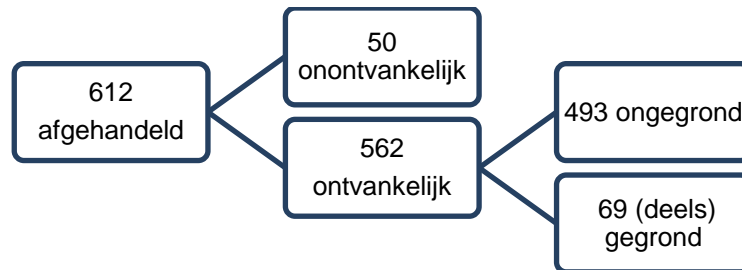 612
afgehandeld
50
onontvankelijk
562
ontvankelijk
493 ongegrond
69 (deels)
gegrond